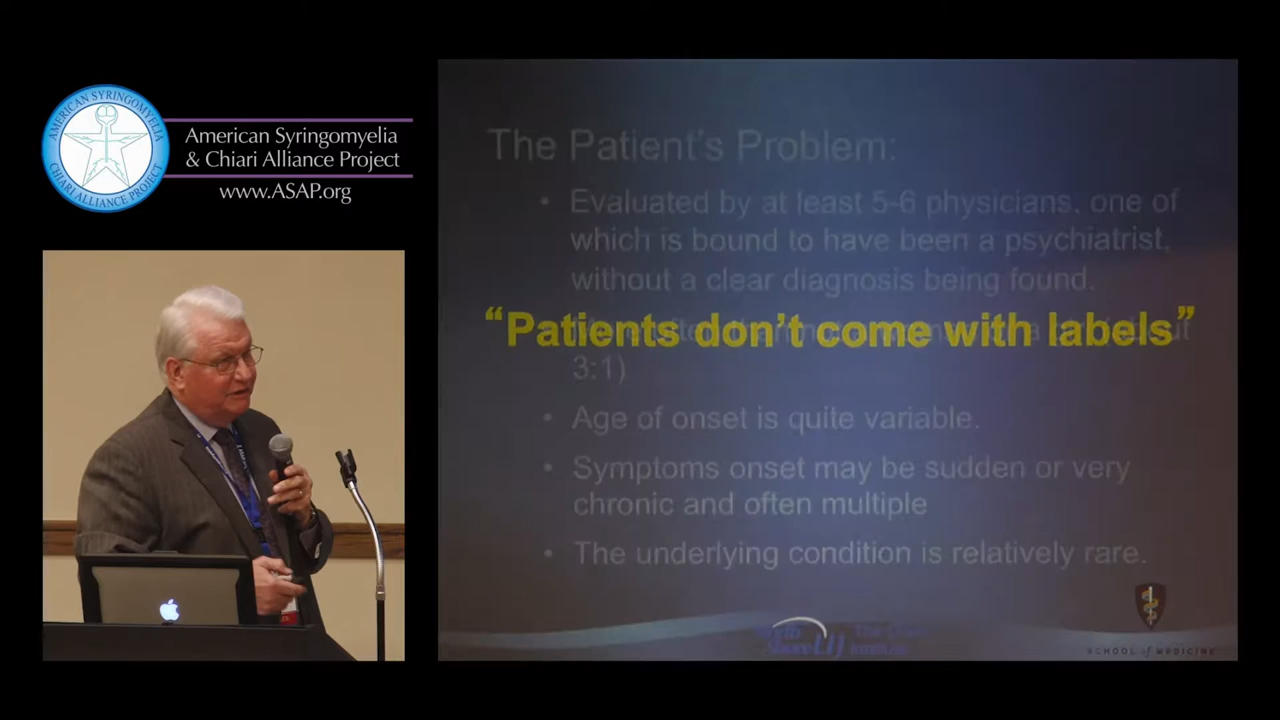 AMERICAN SYRINGOMYELIA
CHIARI ALLIANCE PROJECT
American Syringomyelia
& Chiari Alliance Project
www.ASAP.org
The Patient's Problem:
• Evaluated by at least 5-6 physicians, one of
which is bound to have been a psychiatrist,
without a clear diagnosis being found.
“Patients don't come with labels”
3:1)
• Age of onset is quite variable.
• Symptoms onset may be sudden or very
chronic and often multiple
• The underlying condition is relatively rare.
SCHOOL of MEDICINE